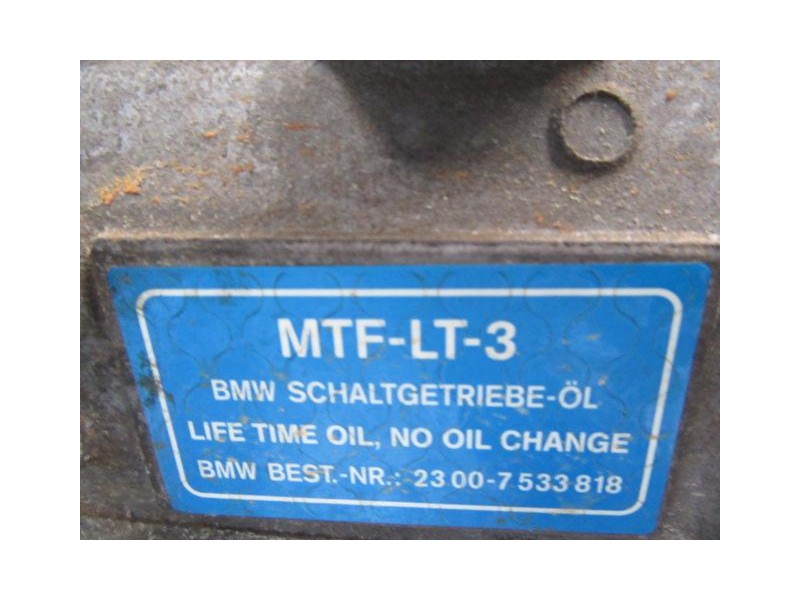 MTF-LT-3
BMW SCHALTGETRIEBE-ÖL
LIFE TIME OIL, NO OIL CHANGE
BMW BEST.-NR.: 23 00-7 533 818